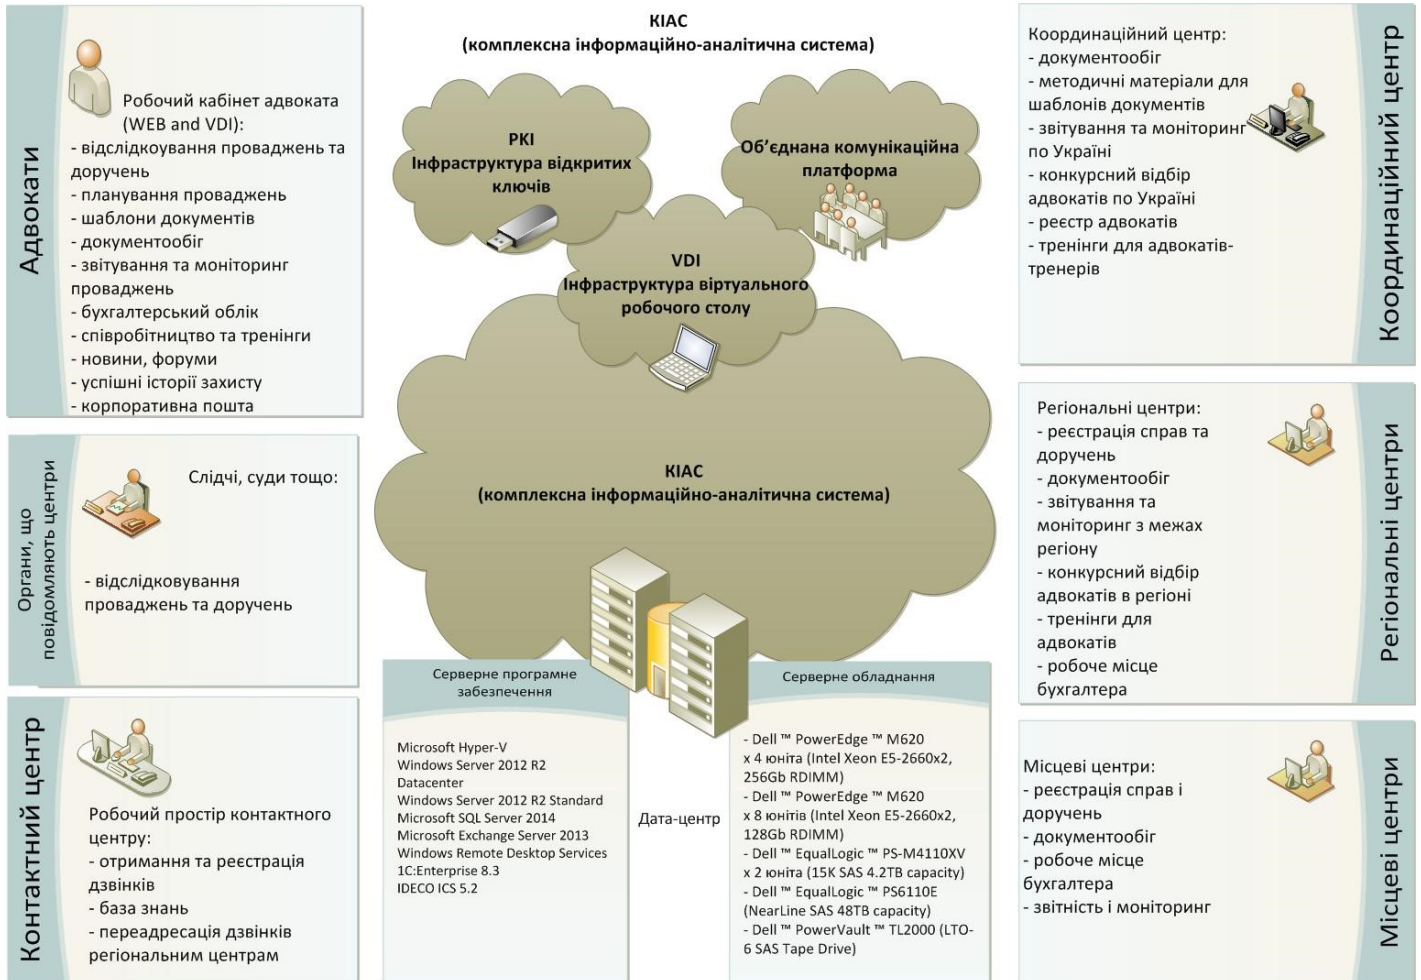 КІАС
(комплексна інформаційно-аналітична система)
Адвокати
Робочий кабінет адвоката
(WEB and VDI):
- відслідкоування проваджень та
доручень
- планування проваджень
- шаблони документів
- документообіг
- звітування та моніторинг
проваджень
- бухгалтерський облік
- співробітництво та тренінги
- новини, форуми
- успішні історії захисту
- корпоративна пошта
Органи, що
повідомляють центри
Слідчі, суди тощо:
- відслідковування
проваджень та доручень
Контактний центр
Робочий простір контактного
центру:
- отримання та реєстрація
дзвінків
- база знань
- переадресація дзвінків
регіональним центрам
PKI
Інфраструктура відкритих
ключів
Об’єднана комунікаційна
платформа
VDI
Інфраструктура віртуального
робочого столу
КІАС
(комплексна інформаційно-аналітична система)
Серверне програмне
забезпечення
Microsoft Hyper-V
Windows Server 2012 R2
Datacenter
Windows Server 2012 R2 Standard
Microsoft SQL Server 2014
Microsoft Exchange Server 2013
Windows Remote Desktop Services
1C:Enterprise 8.3
IDECO ICS 5.2
Дата-центр
Серверне обладнання
- Dell ™ PowerEdge ™ M620
x 4 юніта (Intel Xeon E5-2660x2,
256Gb RDIMM)
- Dell ™ PowerEdge ™ M620
x 8 юнітів (Intel Xeon E5-2660x2,
128Gb RDIMM)
- Dell ™ EqualLogic ™ PS-M4110XV
x 2 юніта (15K SAS 4.2TB capacity)
- Dell ™ EqualLogic ™ PS6110E
(NearLine SAS 48TB capacity)
- Dell ™ PowerVault ™ TL2000 (LTO-
6 SAS Tape Drive)
Координаційний центр:
- документообіг
- методичні матеріали для
шаблонів документів
- звітування та моніторинг
по Україні
- конкурсний відбір
адвокатів по Україні
- реєстр адвокатів
- тренінги для адвокатів-
тренерів
Координаційний центр
Регіональні центри:
- реєстрація справ та
доручень
- документообіг
- звітування та
моніторинг з межах
регіону
- конкурсний відбір
адвокатів в регіоні
- тренінги для
адвокатів
- робоче місце
бухгалтера
Регіональні центри
Місцеві центри:
- реєстрація справ і
доручень
- документообіг
- робоче місце
бухгалтера
- звітність і моніторинг
Місцеві центри